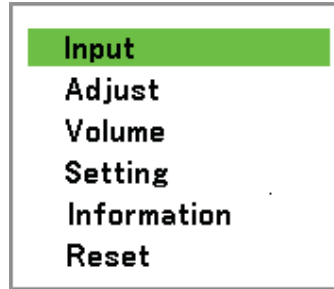 Input
Adjust
Volume
Setting
Information
Reset